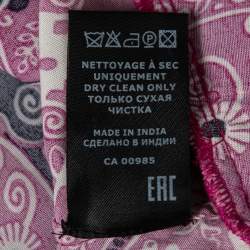 NETTOYAGE À SEC
UNIQUEMENT
DRY CLEAN ONLY
ТОЛЬКО СУХАЯ
ЧИСТКА
MADE IN INDIA
СДЕЛАНО В ИНДИИ
CA 00985
EAC